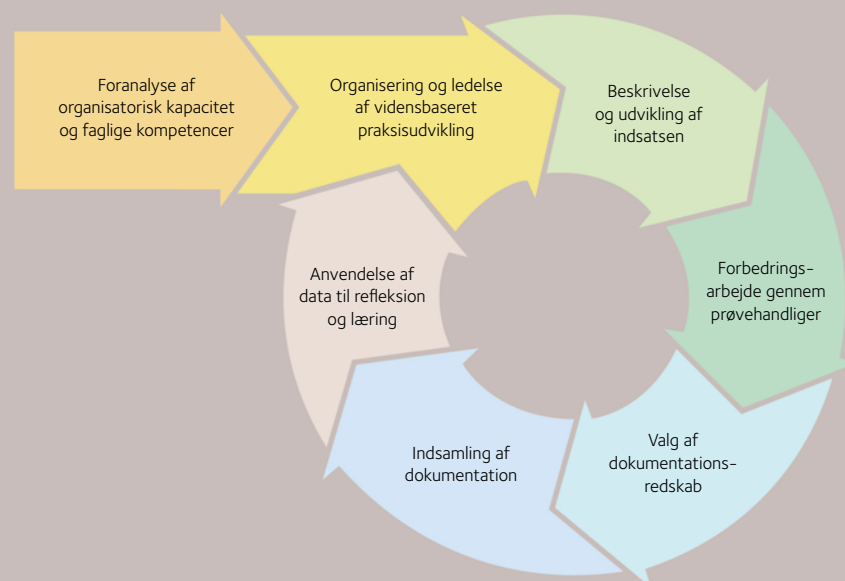 Foranalyse af
organisatorisk kapacitet
og faglige kompetencer
Organisering og ledelse
af vidensbaseret
praksisudvikling
Beskrivelse
og udvikling af
indsatsen
Forbedrings-
arbejde gennem
prøvehandliger
Valg af
dokumentations-
redskab
Indsamling af
dokumentation
Anvendelse af
data til refleksion
og læring